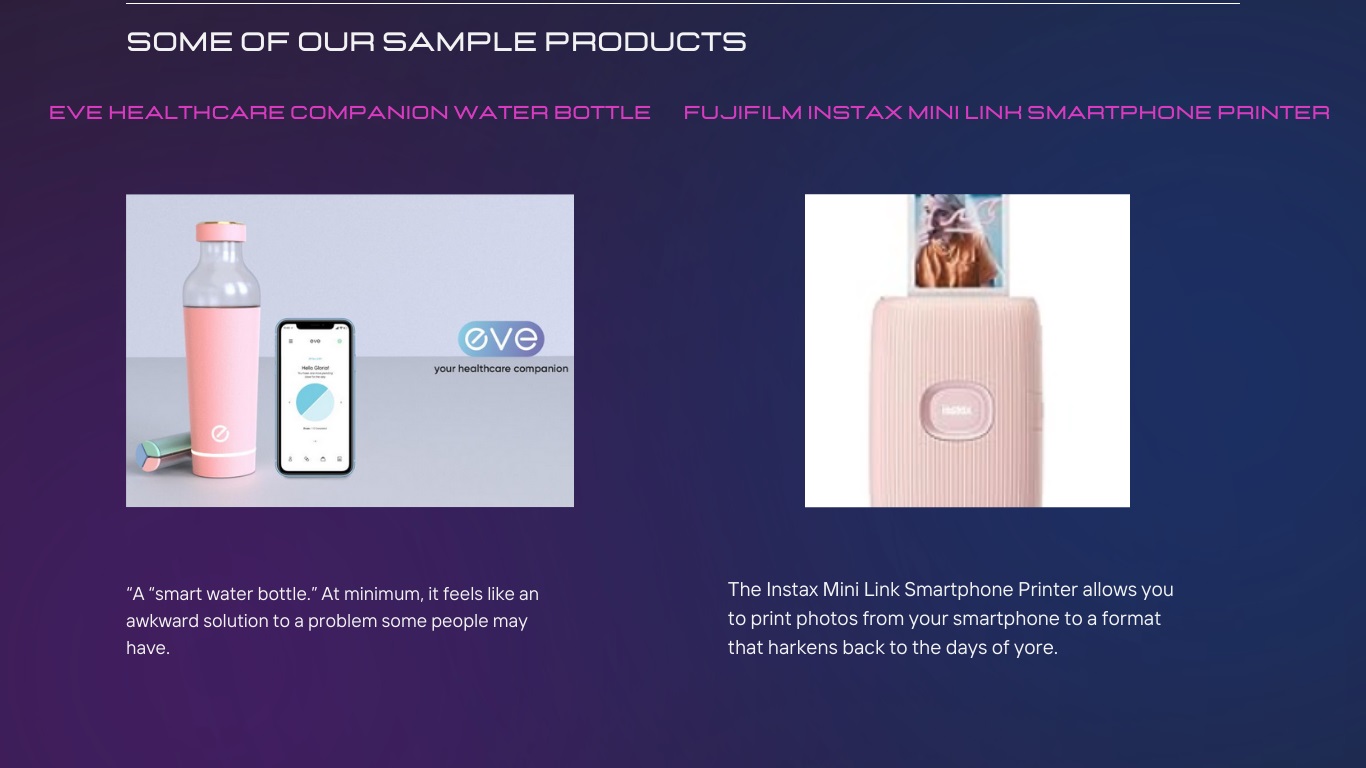 SOME OF OUR SAMPLE PRODUCTS
EVE HEALTHCARE COMPANION WATER BOTTLE
FUJIFILM INSTAX MINI LINK SMARTPHONE PRINTER
eve
Hello Gloria!
eve
your healthcare companion
“A “smart water bottle.” At minimum, it feels like an
awkward solution to a problem some people may
have.
The Instax Mini Link Smartphone Printer allows you
to print photos from your smartphone to a format
that harkens back to the days of yore.